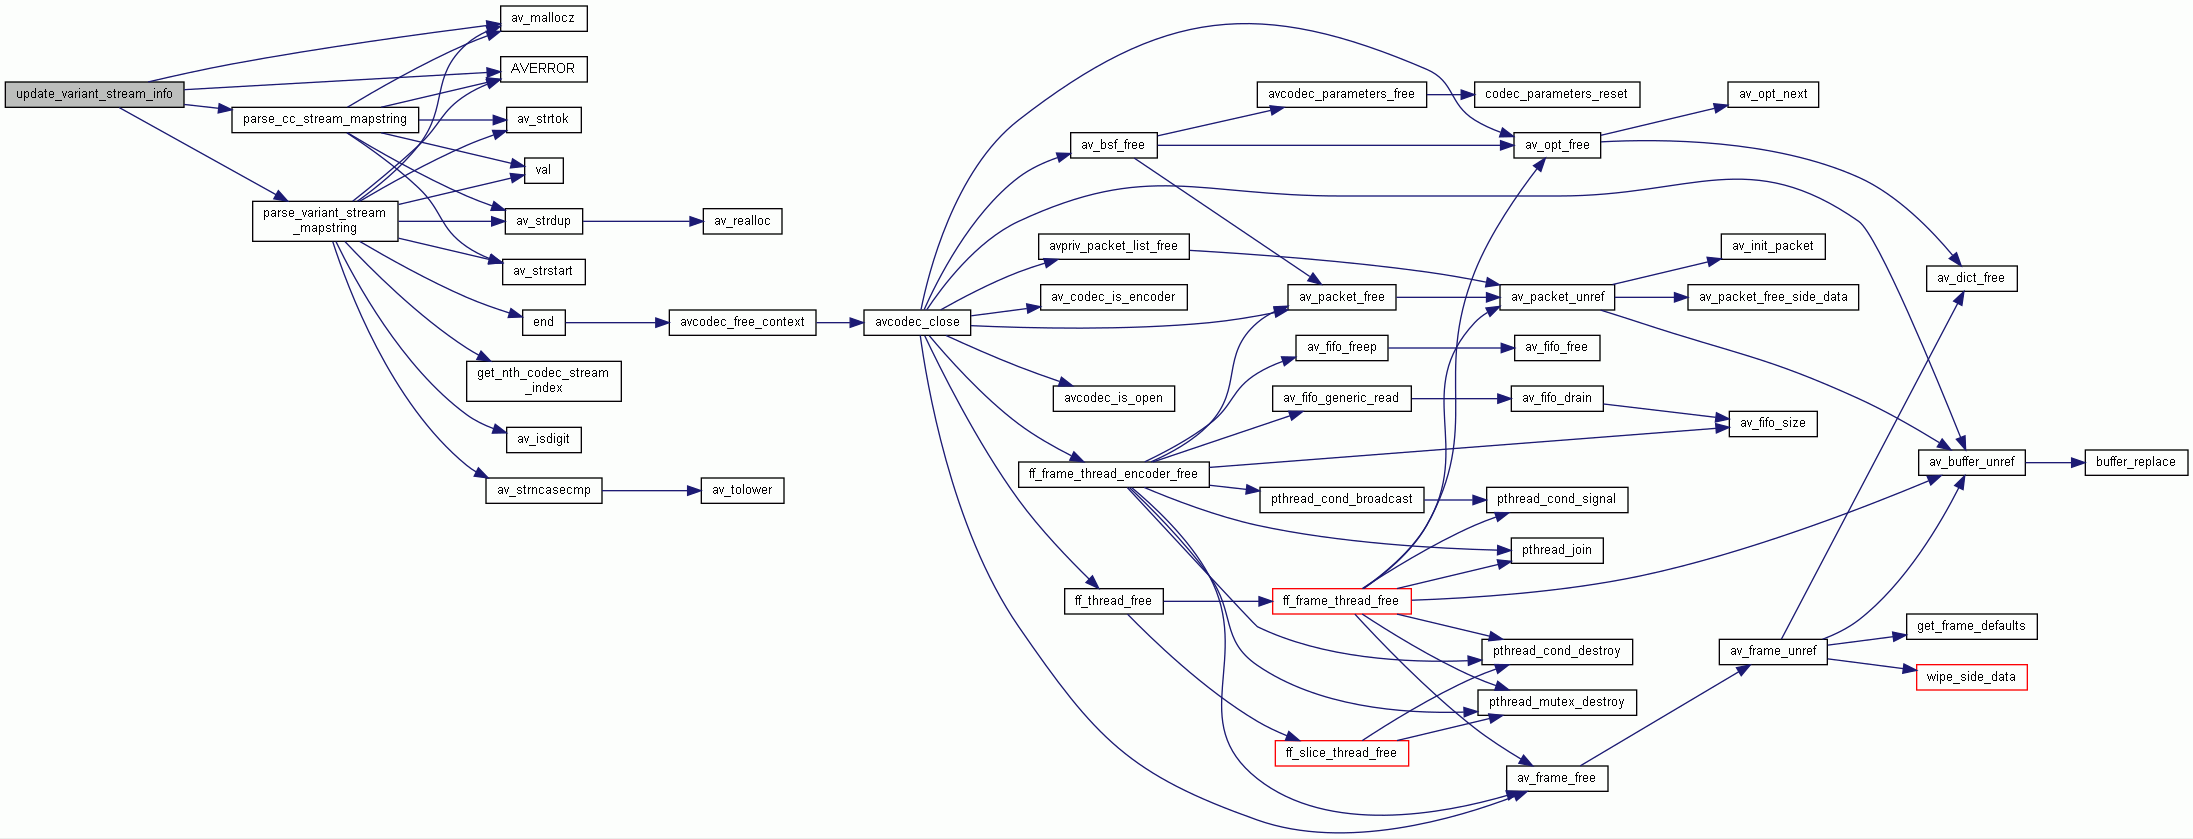 update_variant_stream_info
parse_cc_stream_mapstring
parse_variant_stream
_mapstring
av_mallocz
AVERROR
av_strtok
val
av_strdup
av_realloc
av_strstart
end
get_nth_codec_stream
_index
av_isdigit
av_strncasecmp
av_tolower
avcodec_free_context
avcodec_close
av_bsf_free
avpriv_packet_list_free
av_codec_is_encoder
avcodec_is_open
ff_frame_thread_encoder_free
ff_thread_free
avcodec_parameters_free
codec_parameters_reset
av_packet_free
av_fifo_freep
av_fifo_generic_read
pthread_cond_broadcast
ff_frame_thread_free
ff_slice_thread_free
av_opt_free
av_packet_unref
av_fifo_free
av_fifo_drain
pthread_cond_signal
pthread_join
pthread_cond_destroy
pthread_mutex_destroy
av_frame_free
av_opt_next
av_init_packet
av_packet_free_side_data
av_fifo_size
av_frame_unref
av_dict_free
av_buffer_unref
buffer_replace
get_frame_defaults
wipe_side_data